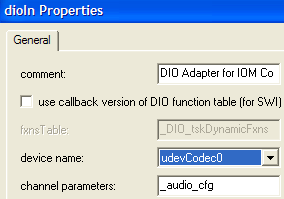 dioIn Properties
General
comment: DIO Adapter for IOM Co
use callback version of DIO function table (for SWI)
fxnsTable: _DIO_tskDynamicFxns
device name: udevCodec0
channel parameters: _audio_cfg